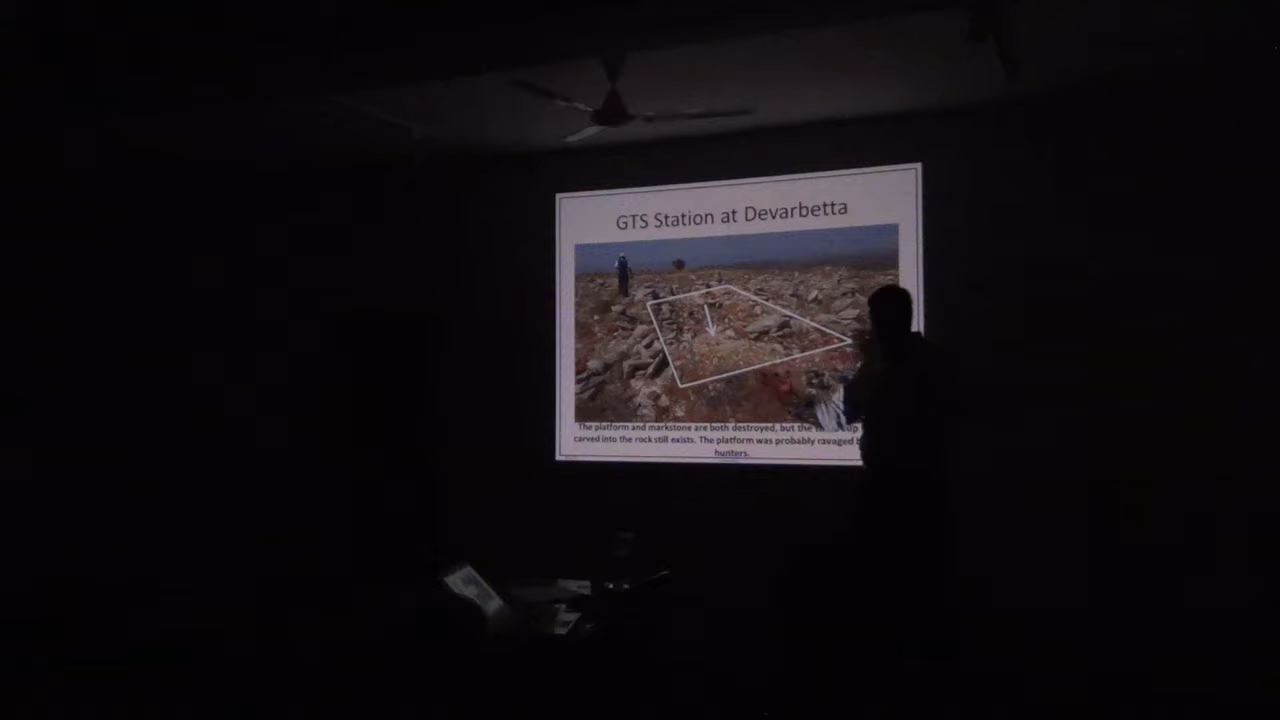 GTS Station at Devarbetta
The platform and markstone are both destroyed, but the
carved into the rock still exists. The platform was probably ravaged
hunters.